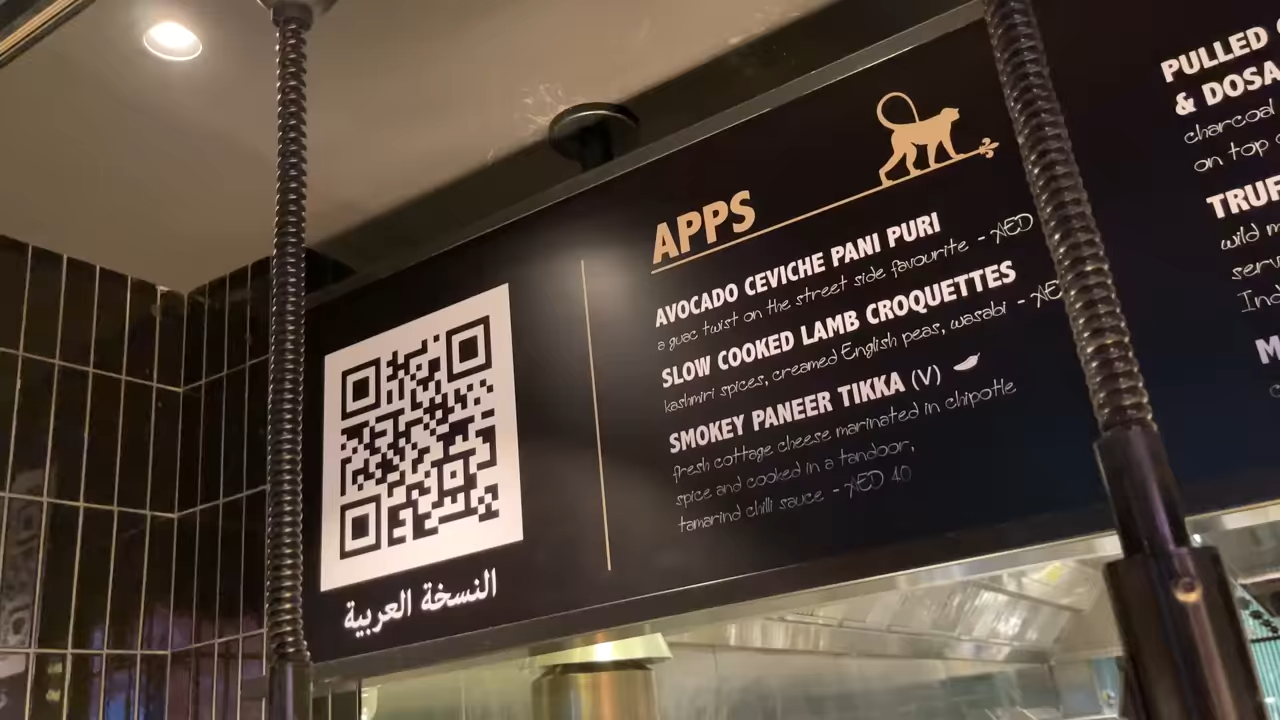 النسخة العربية
APPS
AVOCADO CEVICHE PANI PURI
a guac twist on the street side favourite - AED
SLOW COOKED LAMB CROQUETTES
kashmiri spices, creamed English peas, wasabi -
SMOKEY PANEER TIKKA (V)
fresh cottage cheese marinated in chipotle
spice and cooked in a tandoor,
tamarind chilli sauce - AED 40
PULLED
& DOSA
charcoal
on top
wild